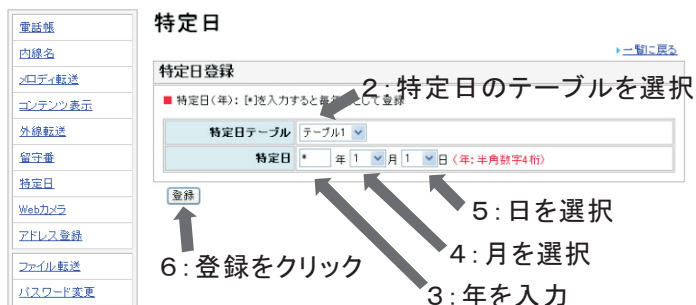 電話帳
内線名
メロディ転送
コンテンツ表示
外線転送
留守番
特定日
Webカメラ
アドレス登録
ファイル転送
パスワード変更
特定日
一覧に戻る
特定日登録
2:特定日のテーブルを選択
■ 特定日(年): [*]を入力すると毎年として登録
特定日テーブル テーブル1
特定日 * 年 1 月 1 日 (年: 半角数字4桁)
登録
5:日を選択
4:月を選択
6:登録をクリック
3:年を入力